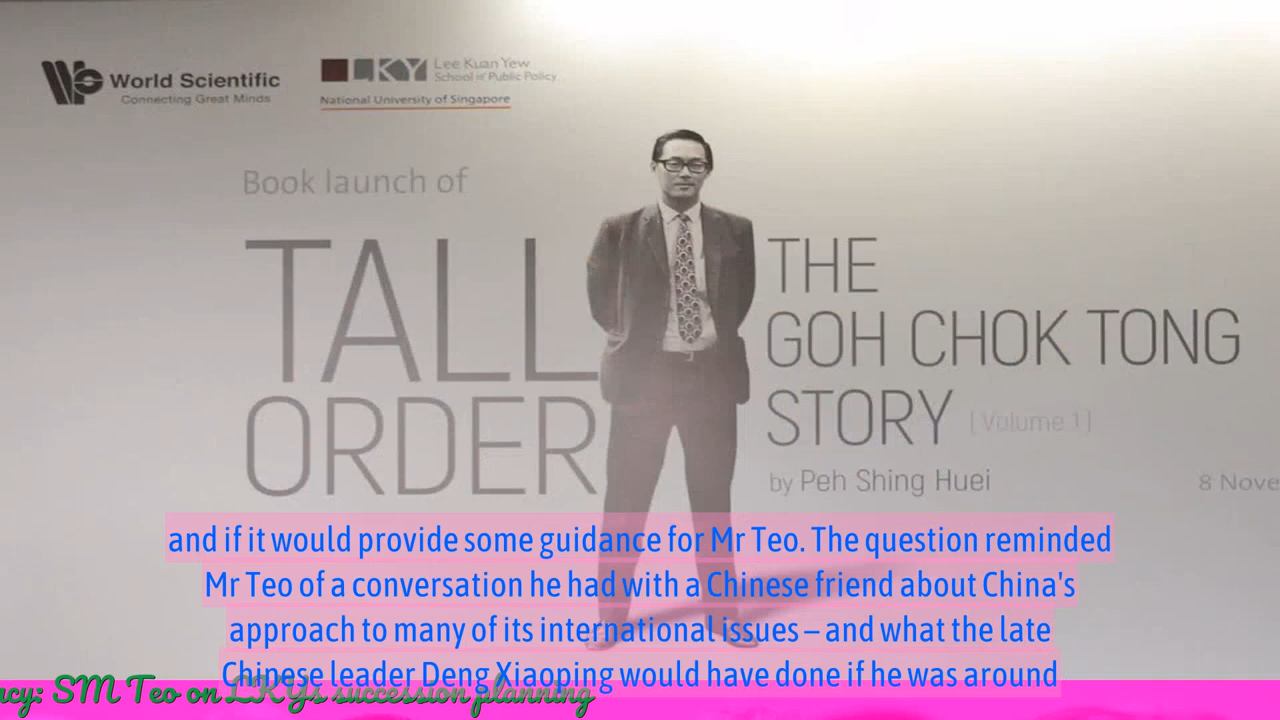 World Scientific
Connecting Great Minds
LKY Lee Kuan Yew
School of Public Policy
National University of Singapore
Book launch of
TALL
ORDER
THE
GOH CHOK TONG
STORY [Volume 1]
by Peh Shing Huei
8 Nove
and if it would provide some guidance for Mr Teo. The question reminded
Mr Teo of a conversation he had with a Chinese friend about China's
approach to many of its international issues – and what the late
Chinese leader Deng Xiaoping would have done if he was around
ncy: SM Teo on LKY's succession planning